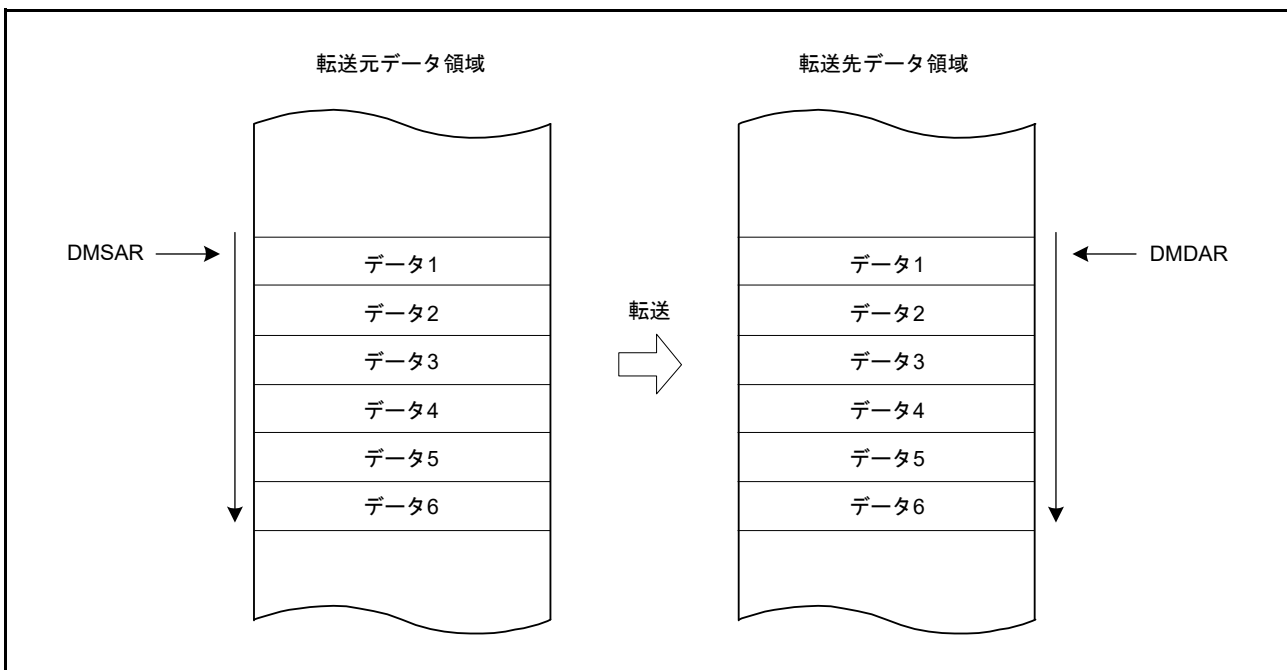 転送元データ領域
転送先データ領域
DMSAR
データ1
データ2
データ3
データ4
データ5
データ6
転送
データ1
データ2
データ3
データ4
データ5
データ6
DMDAR